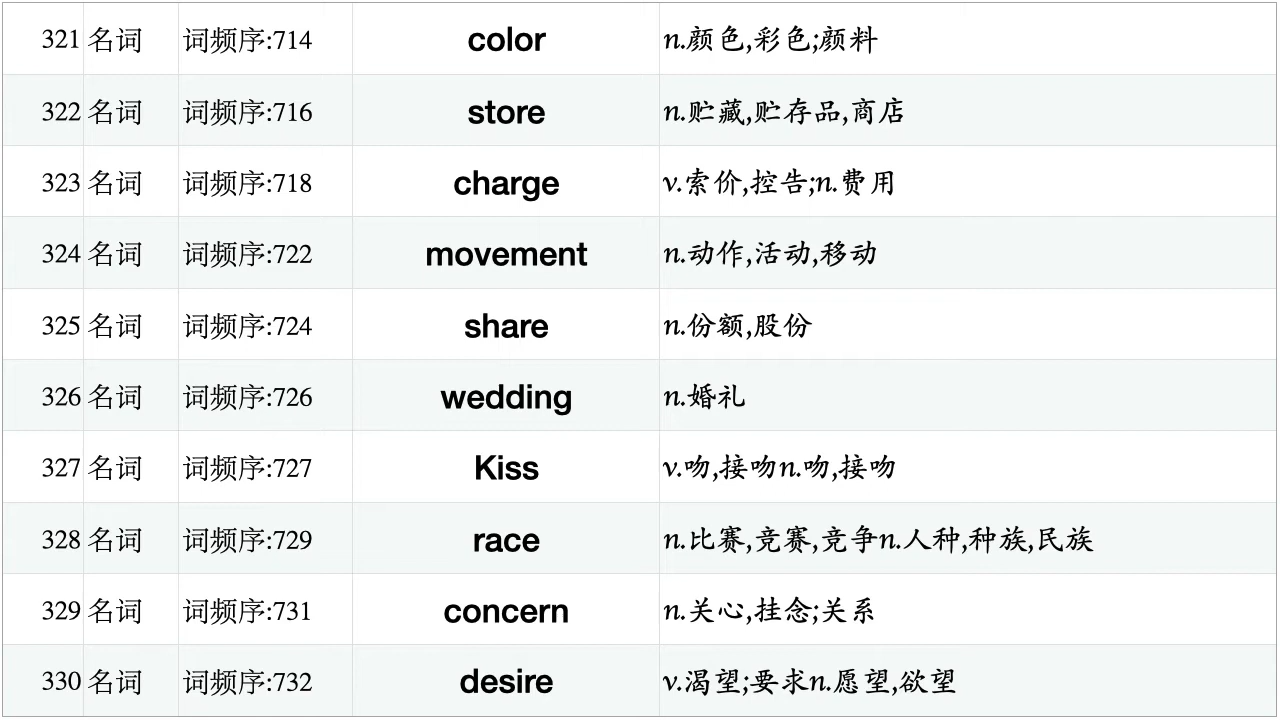 321 名词 词频序:714 color n.颜色,彩色;颜料
322 名词 词频序:716 store n.贮藏,贮存品,商店
323 名词 词频序:718 charge v.索价,控告;n.费用
324 名词 词频序:722 movement n.动作,活动,移动
325 名词 词频序:724 share n.份额,股份
326 名词 词频序:726 wedding n.婚礼
327 名词 词频序:727 Kiss v.吻,接吻n.吻,接吻
328 名词 词频序:729 race n.比赛,竞赛,竞争n.人种,种族,民族
329 名词 词频序:731 concern n.关心,挂念;关系
330 名词 词频序:732 desire v.渴望;要求n.愿望,欲望